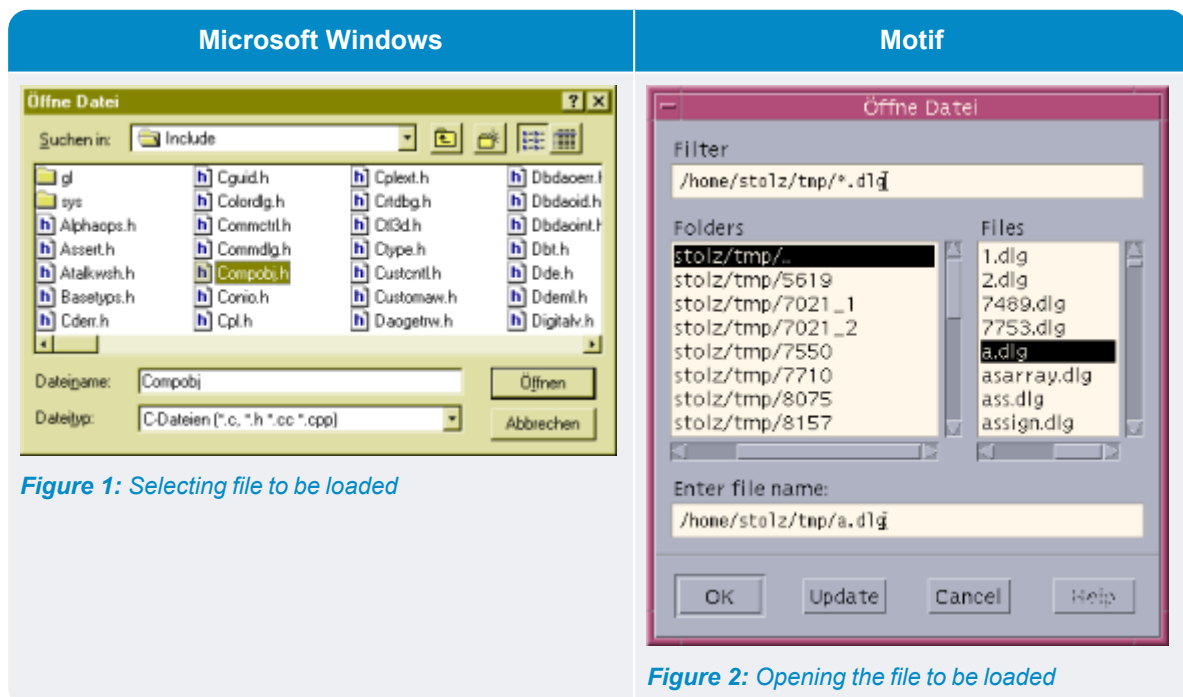 Microsoft Windows
Öffne Datei
Suchen in: Include
gl Cguid.h Cplext.h Dbdaoerr.h
sys Colordlg.h Crtdbg.h Dbdaoid.h
Alphaops.h Commctrl.h Ctl3d.h Dbdaoint.h
Assert.h Commdlg.h Ctype.h Dbt.h
Atalkwsh.h Compobj.h Custcntl.h Dde.h
Basetyps.h Conio.h Customaw.h Ddeml.h
Cderr.h Cpl.h Daogetrw.h Digitalv.h
Dateiname: Compobj Öffnen
Dateityp: C-Dateien (*.c, *.h *.cc *.cpp) Abbrechen
Figure 1: Selecting file to be loaded
Motif
Öffne Datei
Filter
/home/stolz/tmp/*.dlg
Folders Files
stolz/tmp/.. 1.dlg
stolz/tmp/5619 2.dlg
stolz/tmp/7021_1 7489.dlg
stolz/tmp/7021_2 7753.dlg
stolz/tmp/7550 a.dlg
stolz/tmp/7710 asarray.dlg
stolz/tmp/8075 ass.dlg
stolz/tmp/8157 assign.dlg
Enter file name:
/home/stolz/tmp/a.dlg
OK Update Cancel Help
Figure 2: Opening the file to be loaded